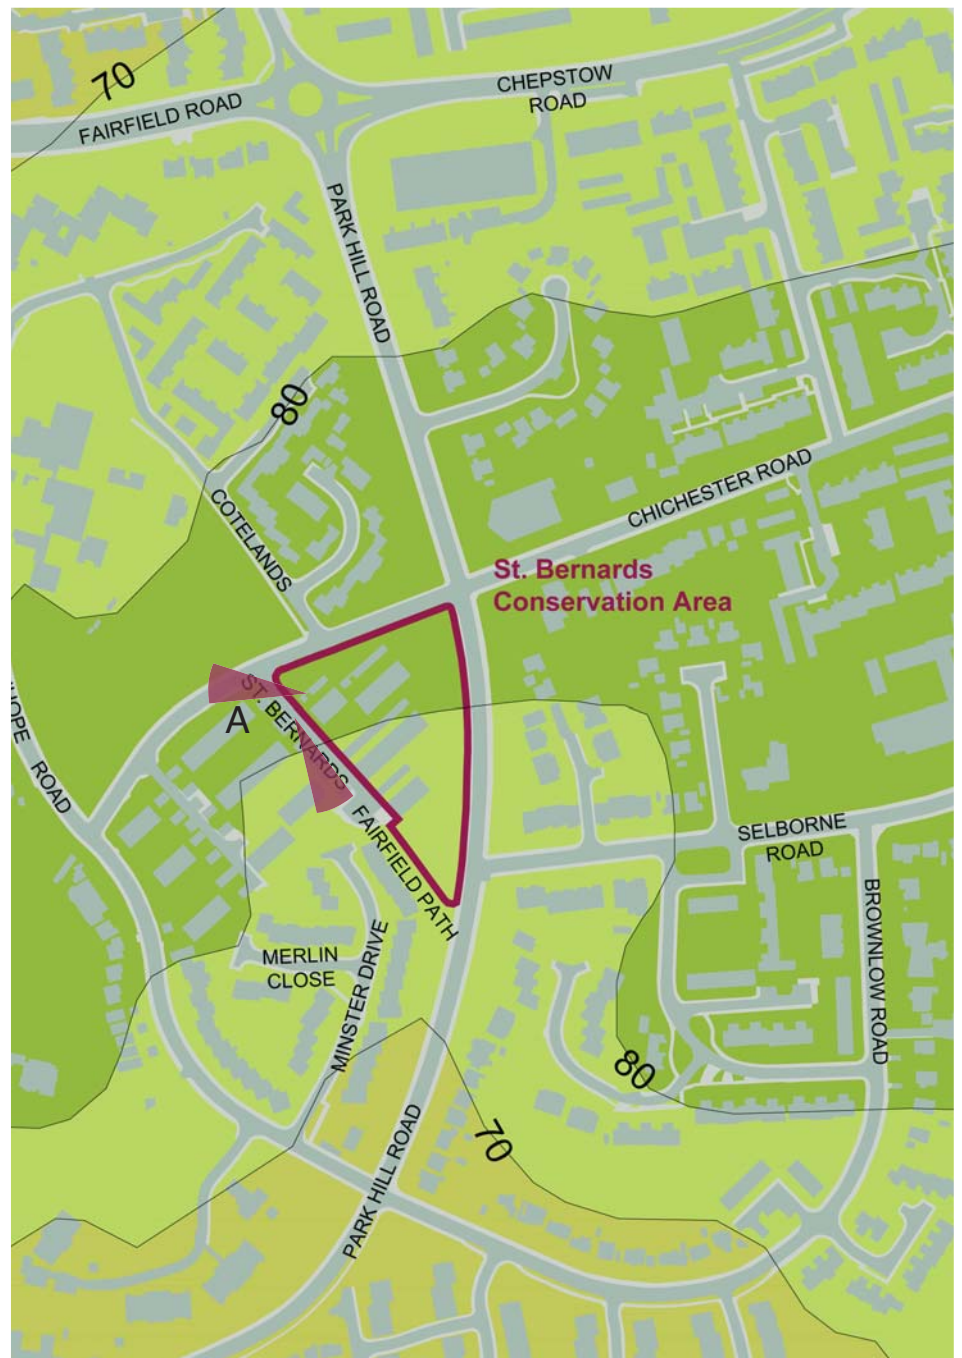 70
FAIRFIELD ROAD
CHEPSTOW
ROAD
PARK HILL ROAD
80
CHICHESTER ROAD
COTELANDS
St. Bernards
Conservation Area
ST. BERNARDS
A
ROAD
FAIRFIELD PATH
SELBORNE
ROAD
BROWNLOW ROAD
MERLIN
CLOSE
MINSTER DRIVE
80
70
PARK HILL ROAD